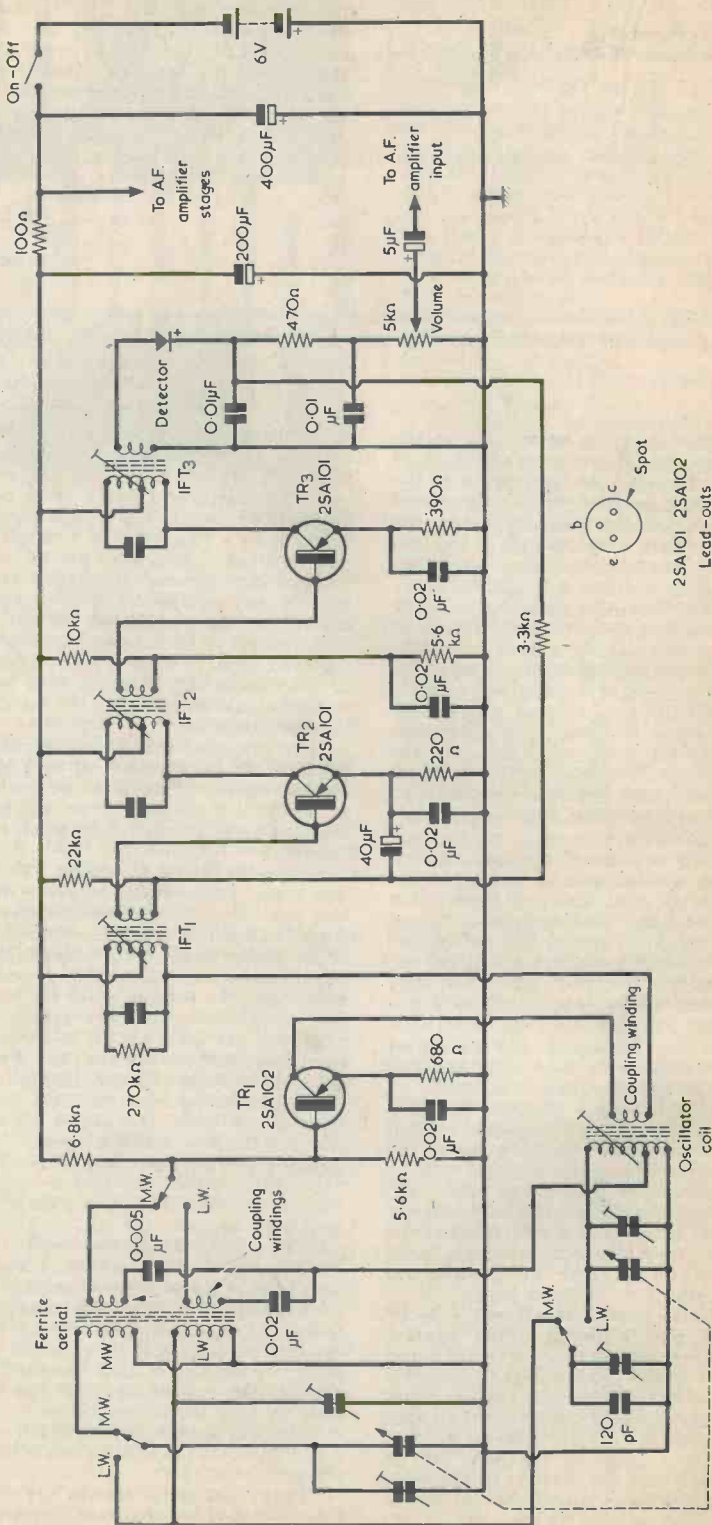 On-Off
6V
400μF
To A.F.
amplifier
stages
100Ω
200μF
To A.F.
amplifier
input
5μF
5kΩ
Volume
470Ω
Detector
0·01μF
0·01
μF
IFT3
TR3
2SA101
390Ω
0·02
μF
10kΩ
5·6
kΩ
0·02
μF
IFT2
TR2
2SA101
220
Ω
0·02
μF
40μF
22kΩ
IFT1
270kΩ
3·3kΩ
b
e
c
Spot
2SA101 2SA102
Lead-outs
6·8kΩ
TR1
2SA102
680
Ω
0·02
μF
5·6kΩ
Coupling winding
Oscillator
coil
M.W.
L.W.
0·005
μF
Coupling
windings
0·02
μF
Ferrite
aerial
MW
LW
M.W.
L.W.
M.W.
L.W.
120
pF